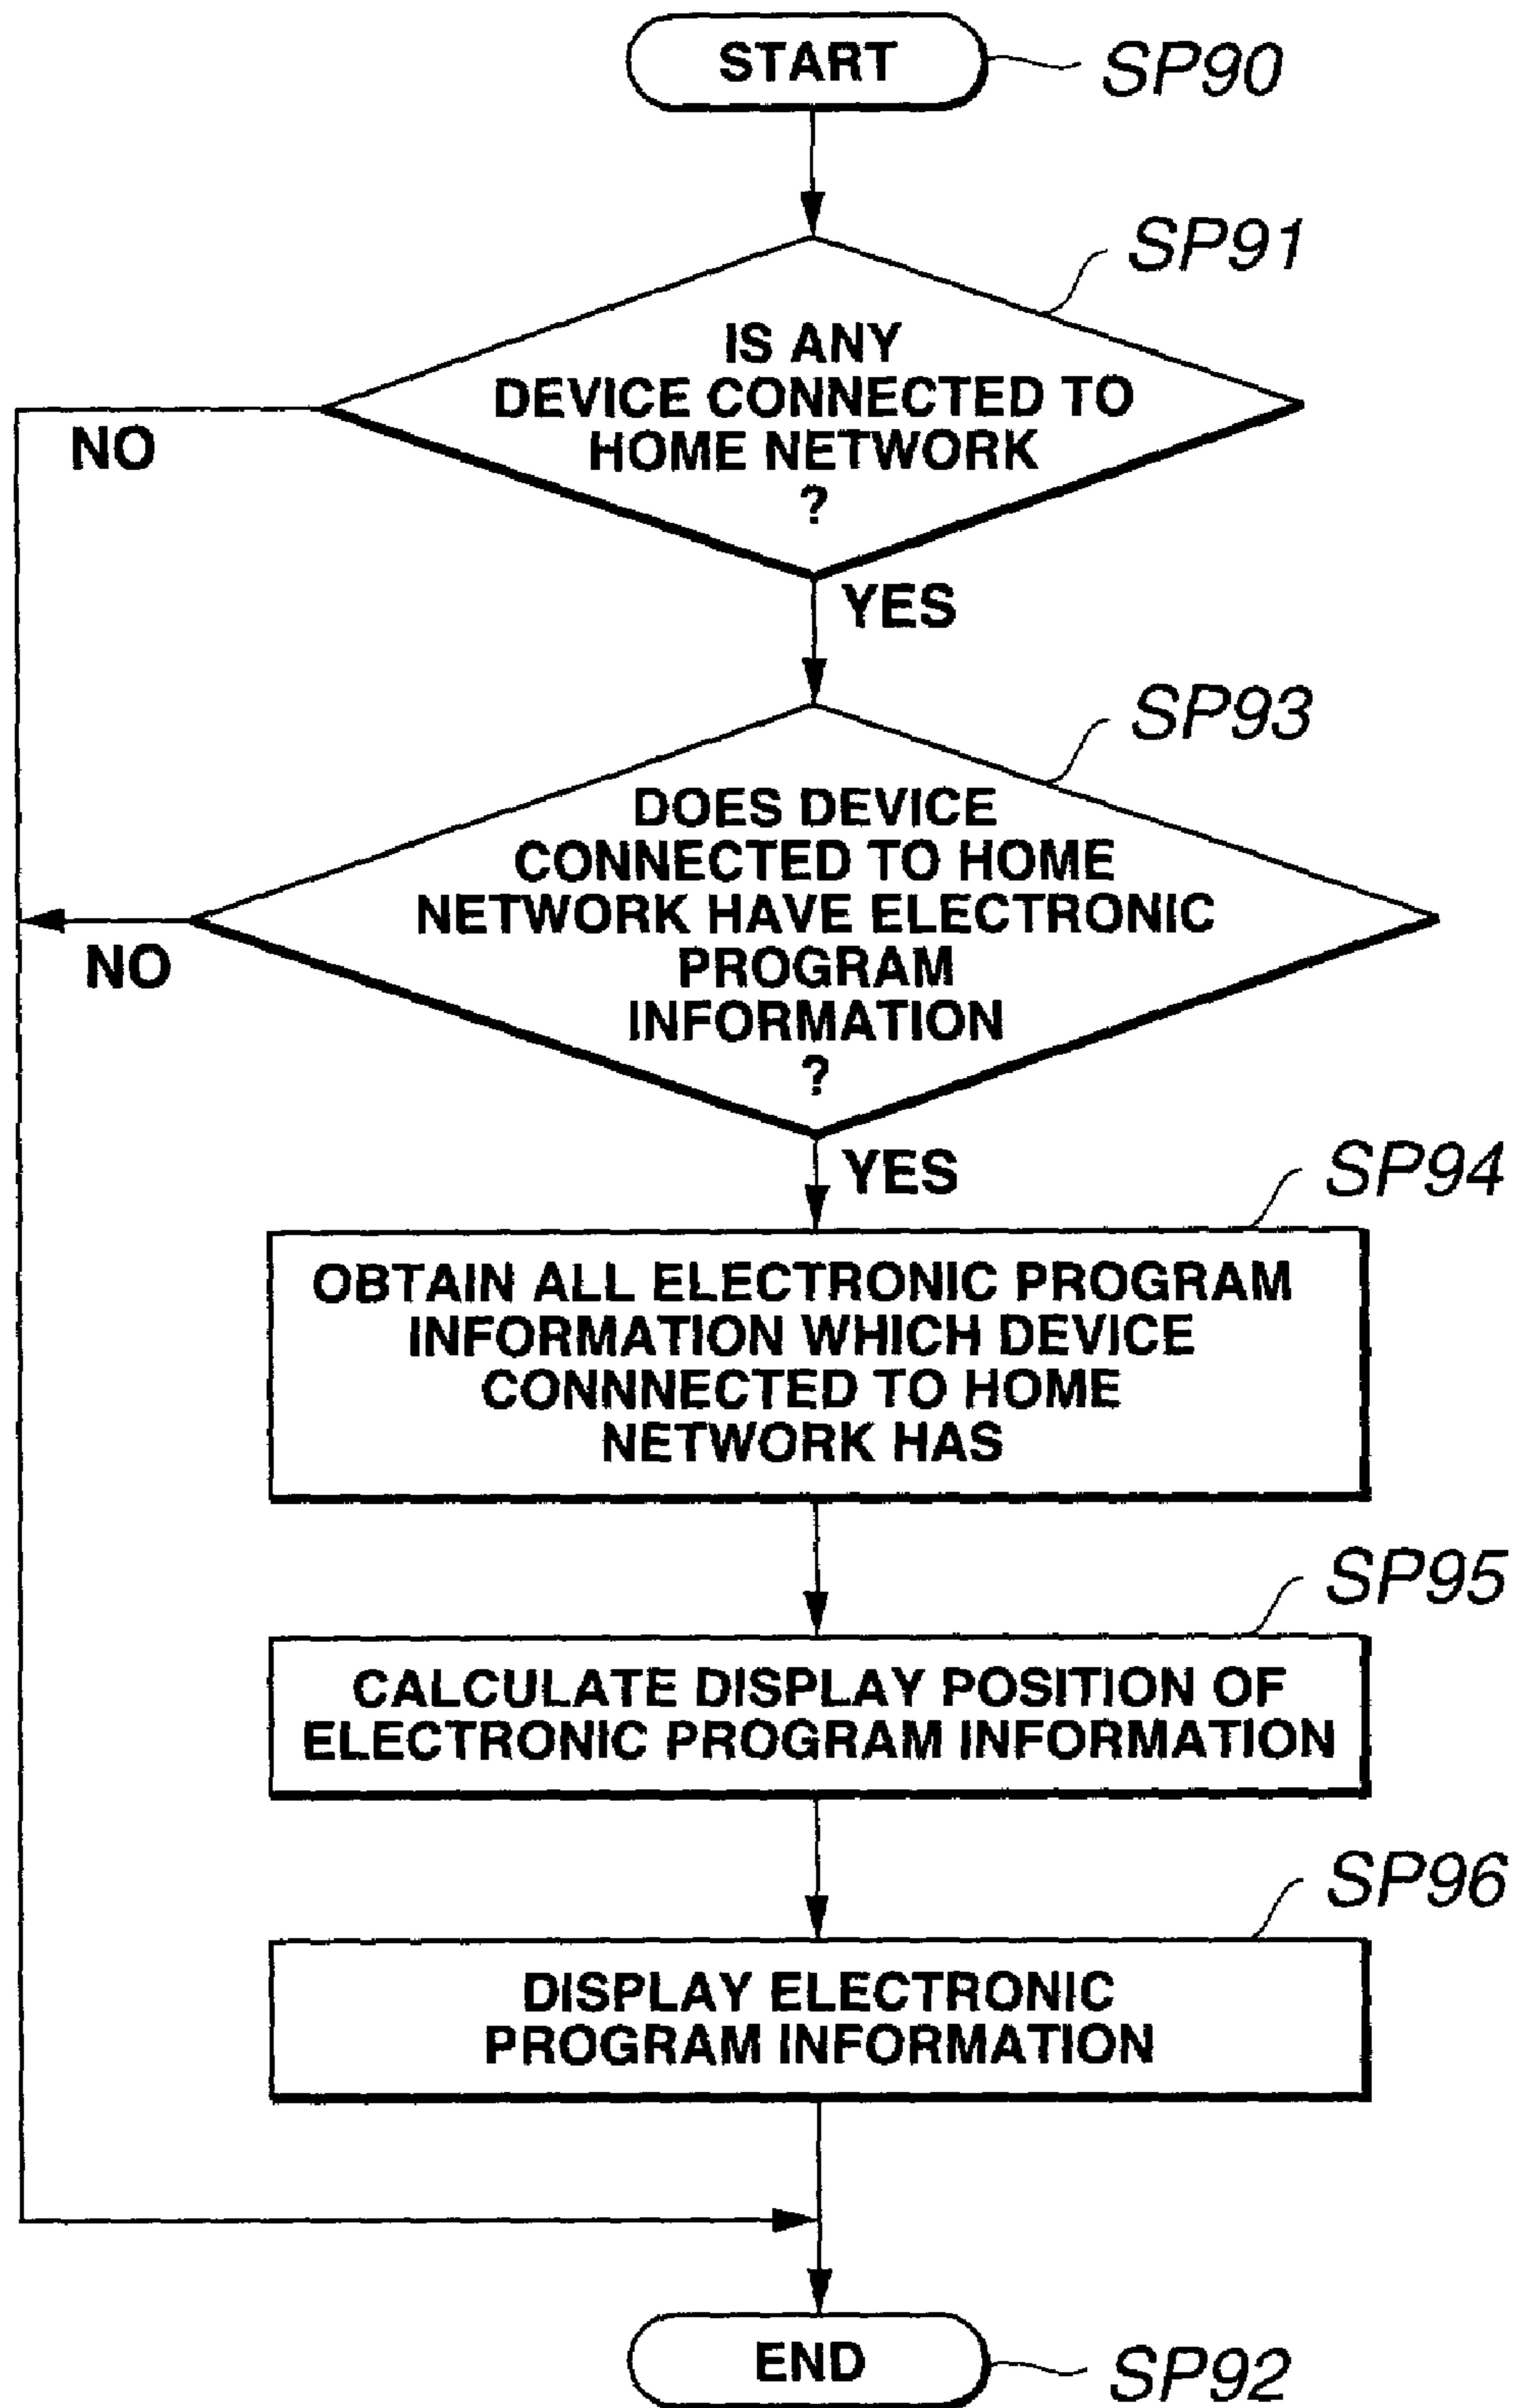 START
SP90
SP91
IS ANY
DEVICE CONNECTED TO
HOME NETWORK
?
NO
YES
SP93
DOES DEVICE
CONNECTED TO HOME
NETWORK HAVE ELECTRONIC
PROGRAM
INFORMATION
?
NO
YES
SP94
OBTAIN ALL ELECTRONIC PROGRAM
INFORMATION WHICH DEVICE
CONNNECTED TO HOME
NETWORK HAS
SP95
CALCULATE DISPLAY POSITION OF
ELECTRONIC PROGRAM INFORMATION
SP96
DISPLAY ELECTRONIC
PROGRAM INFORMATION
END
SP92